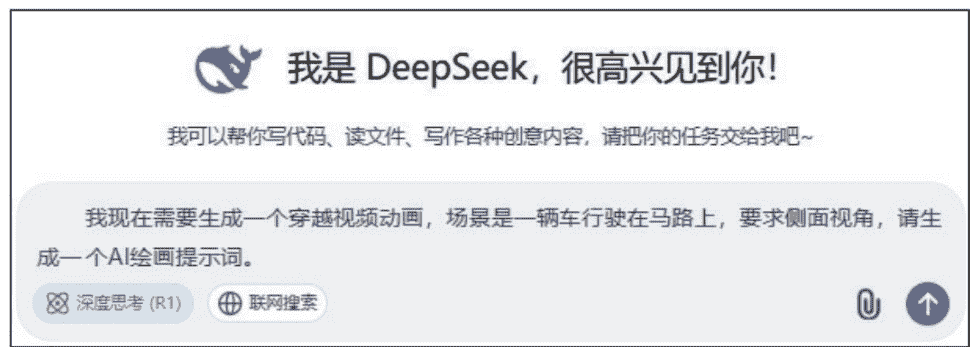 我是 DeepSeek，很高兴见到你！
我可以帮你写代码、读文件、写作各种创意内容，请把你的任务交给我吧~
我现在需要生成一个穿越视频动画，场景是一辆车行驶在马路上，要求侧面视角，请生
成一个AI绘画提示词。
深度思考 (R1) 联网搜索